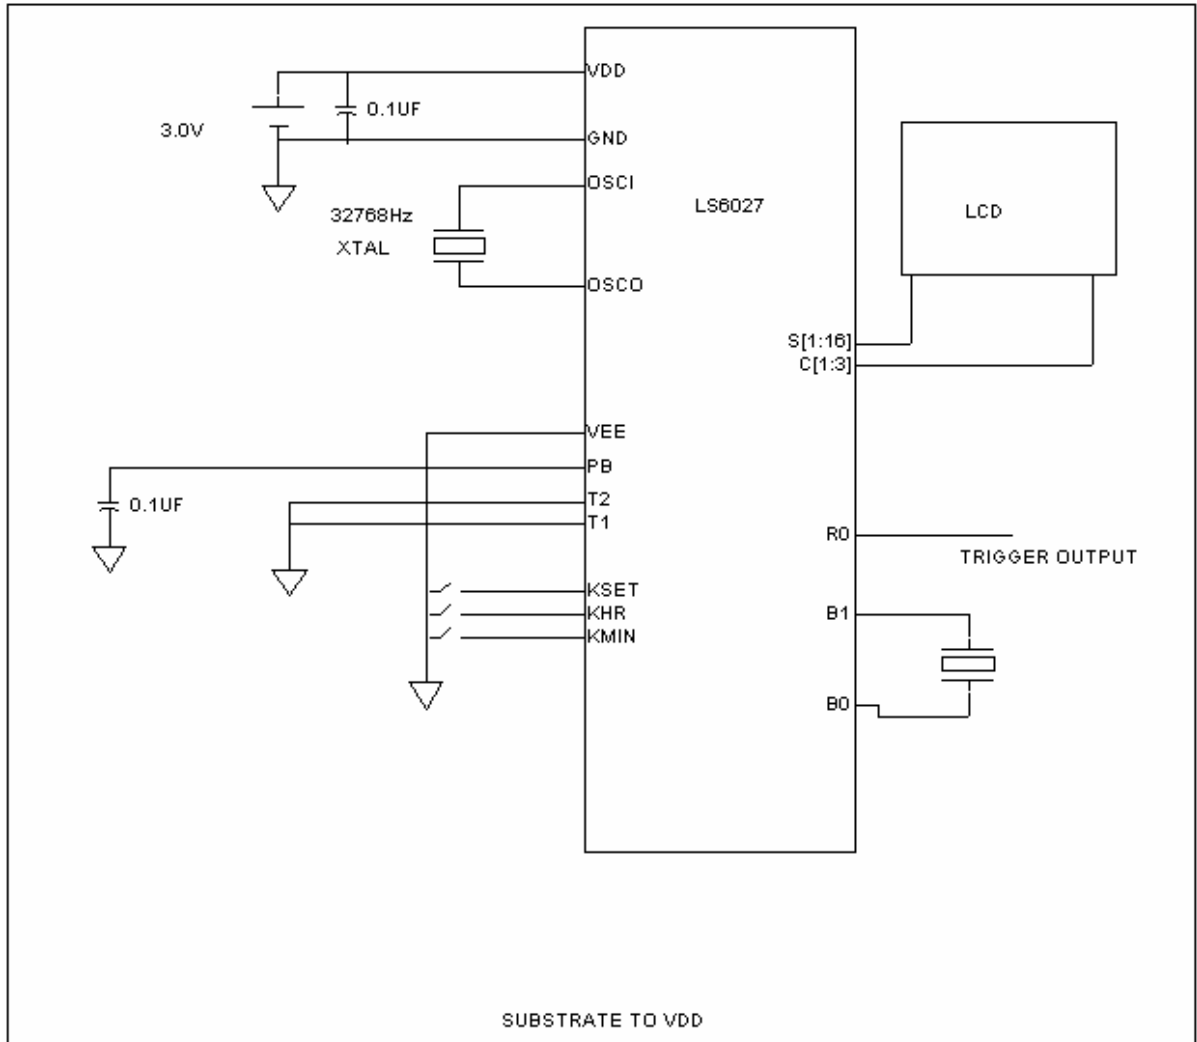 VDD
0.1UF
3.0V
GND
OSCI
LS6027
32768Hz
LCD
XTAL
OSCO
S[1:16]
C[1:3]
VEE
PB
T2
0.1UF
T1
R0
TRIGGER OUTPUT
KSET
KHR
B1
KMIN
B0
SUBSTRATE TO VDD